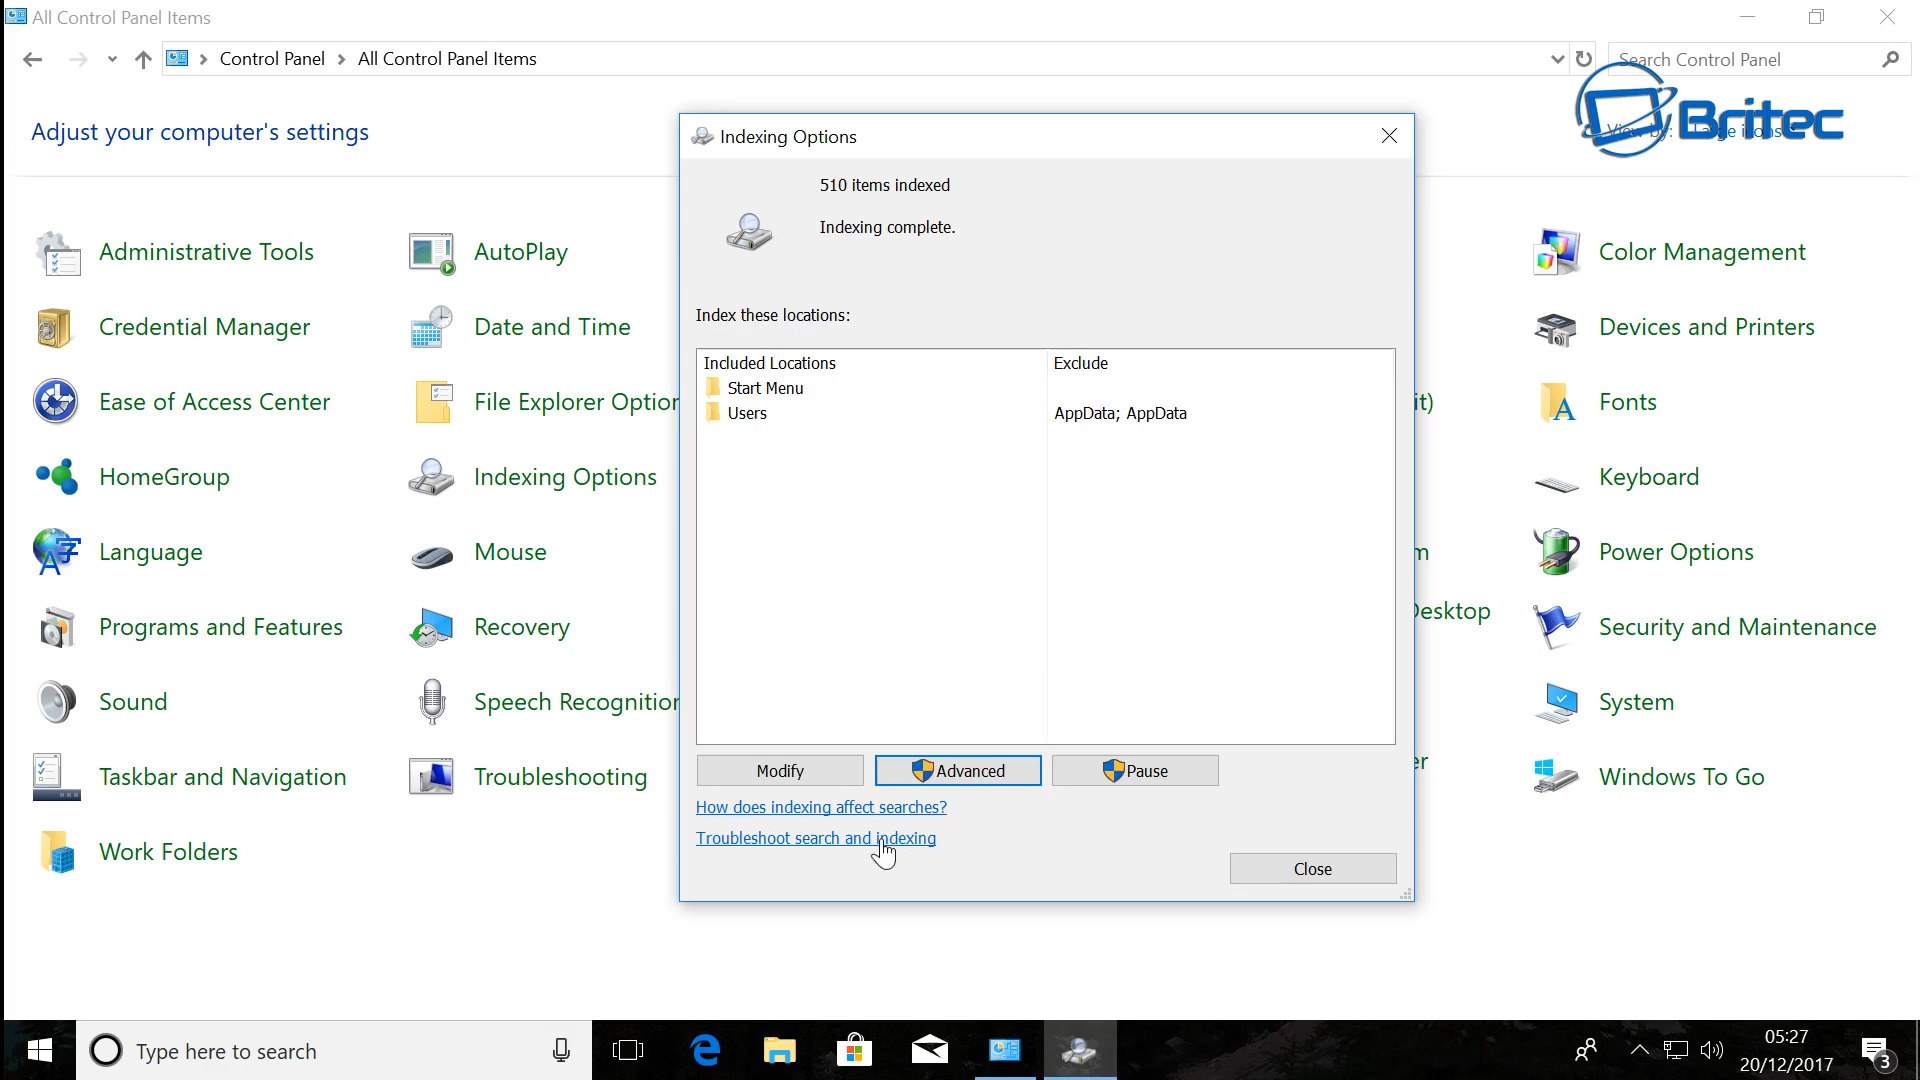 All Control Panel Items
Control Panel > All Control Panel Items
Search Control Panel
Britec
View by: Large icons
Adjust your computer's settings
Administrative Tools
AutoPlay
Color Management
Credential Manager
Date and Time
Devices and Printers
Ease of Access Center
File Explorer Option
it)
Fonts
HomeGroup
Indexing Options
Keyboard
Language
Mouse
m
Power Options
Programs and Features
Recovery
Desktop
Security and Maintenance
Sound
Speech Recognition
System
Taskbar and Navigation
Troubleshooting
er
Windows To Go
Work Folders
Indexing Options
510 items indexed
Indexing complete.
Index these locations:
Included Locations
Exclude
Start Menu
Users
AppData; AppData
Modify
Advanced
Pause
How does indexing affect searches?
Troubleshoot search and indexing
Close
Type here to search
05:27
20/12/2017
3